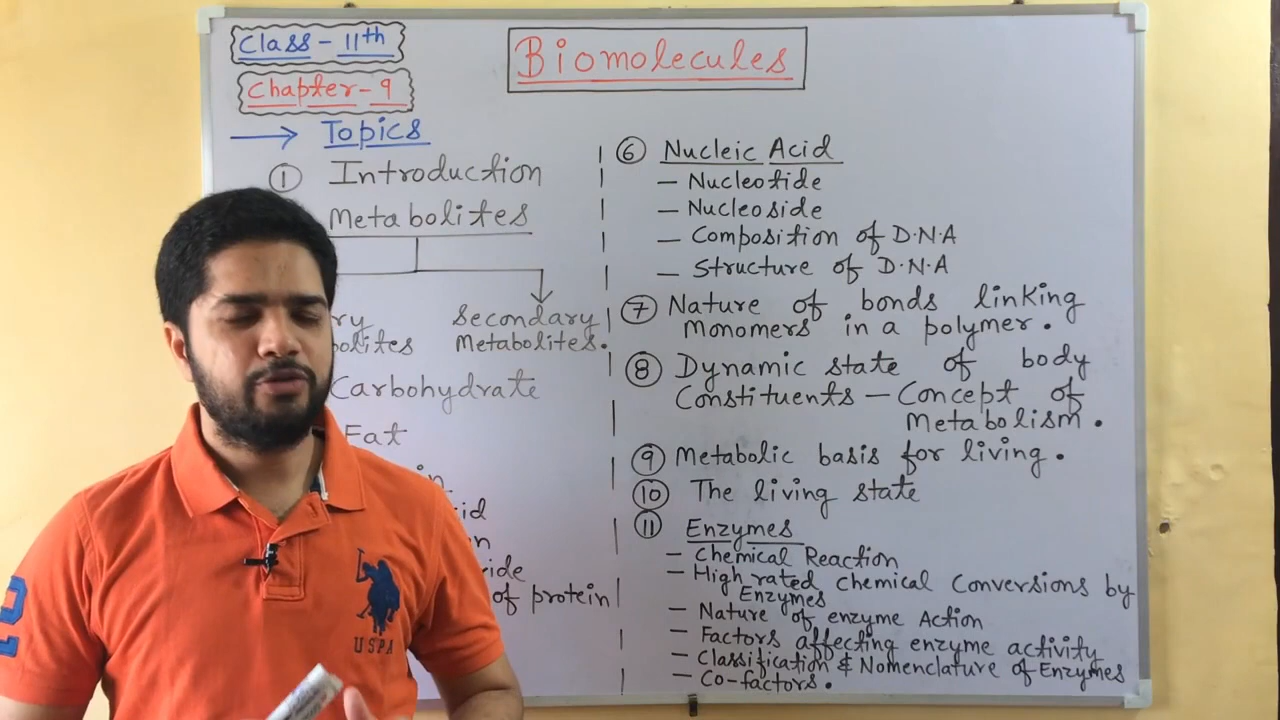 Class - 11th
Chapter - 9
Biomolecules
→ Topics
① Introduction
Metabolites
Secondary
Metabolites.
Carbohydrate
Fat
of protein
⑥ Nucleic Acid
- Nucleotide
- Nucleoside
- Composition of D.N.A
- Structure of D.N.A
⑦ Nature of bonds linking
monomers in a polymer.
⑧ Dynamic state of body
Constituents - Concept of
Metabolism.
⑨ Metabolic basis for living.
⑩ The living state
⑪ Enzymes
- Chemical Reaction
- High rated chemical Conversions by
Enzymes
- Nature of enzyme Action
- Factors affecting enzyme activity
- Classification & Nomenclature of Enzymes
- Co-factors.
2
USPA